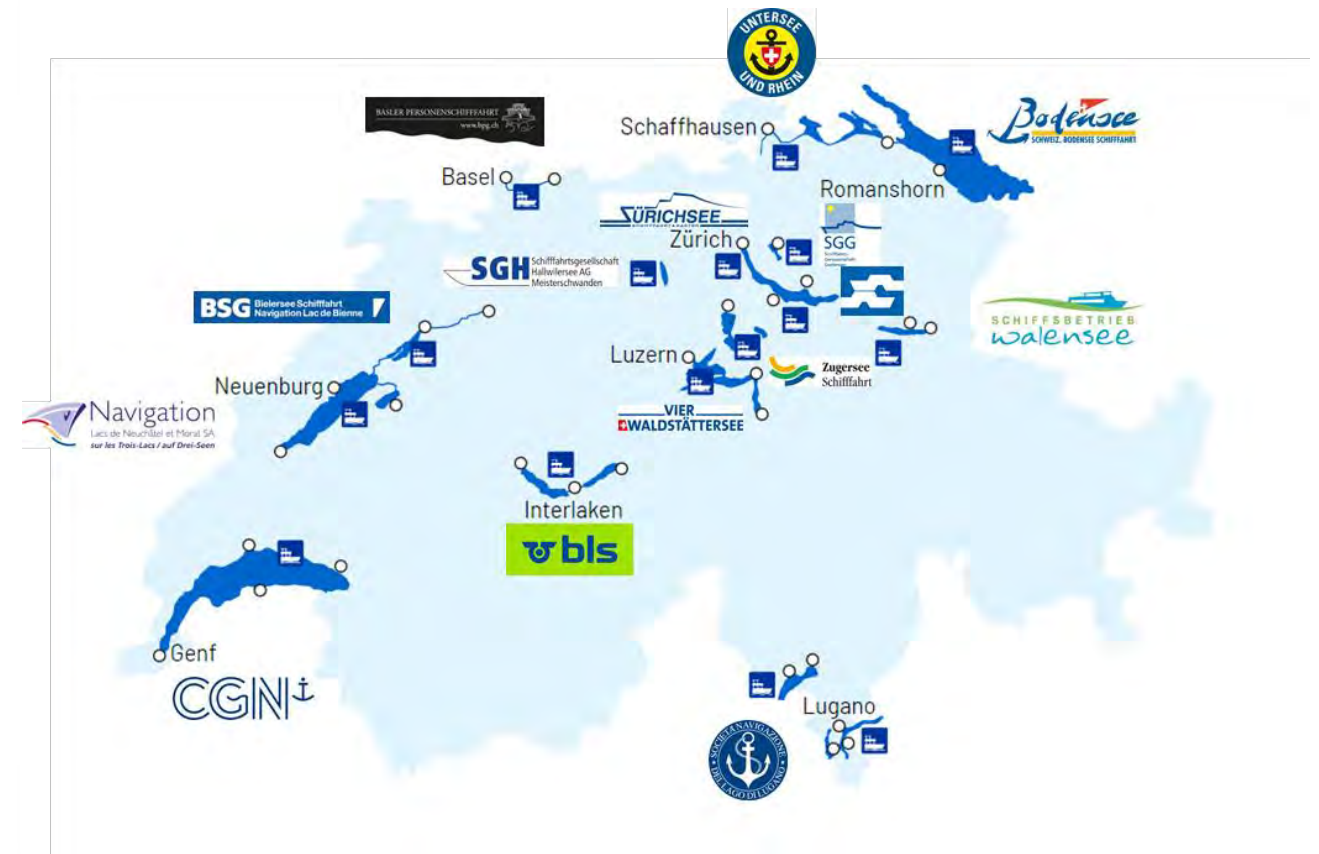 UNTERSEE
UND RHEIN
BASLER PERSONENSCHIFFFAHRT
www.bpg.ch
Schaffhausen
Bodensee
SCHWEIZ. BODENSEE SCHIFFAHRT
Basel
Romanshorn
ZÜRICHSEE
Zürich
SGG
SGH Schifffahrtsgesellschaft
Hallwilersee AG
Meisterschwanden
BSG Bielersee Schifffahrt
Navigation Lac de Bienne
SCHIFFSBETRIEB
walensee
Luzern
Zugersee
Schifffahrt
Neuenburg
Navigation
Lacs de Neuchâtel et Morat SA
sur les Trois-Lacs / auf Drei-Seen
VIER
WALDSTÄTTERSEE
Interlaken
bls
Genf
CGN
Lugano
SOCIETÀ NAVIGAZIONE
DEL LAGO DI LUGANO